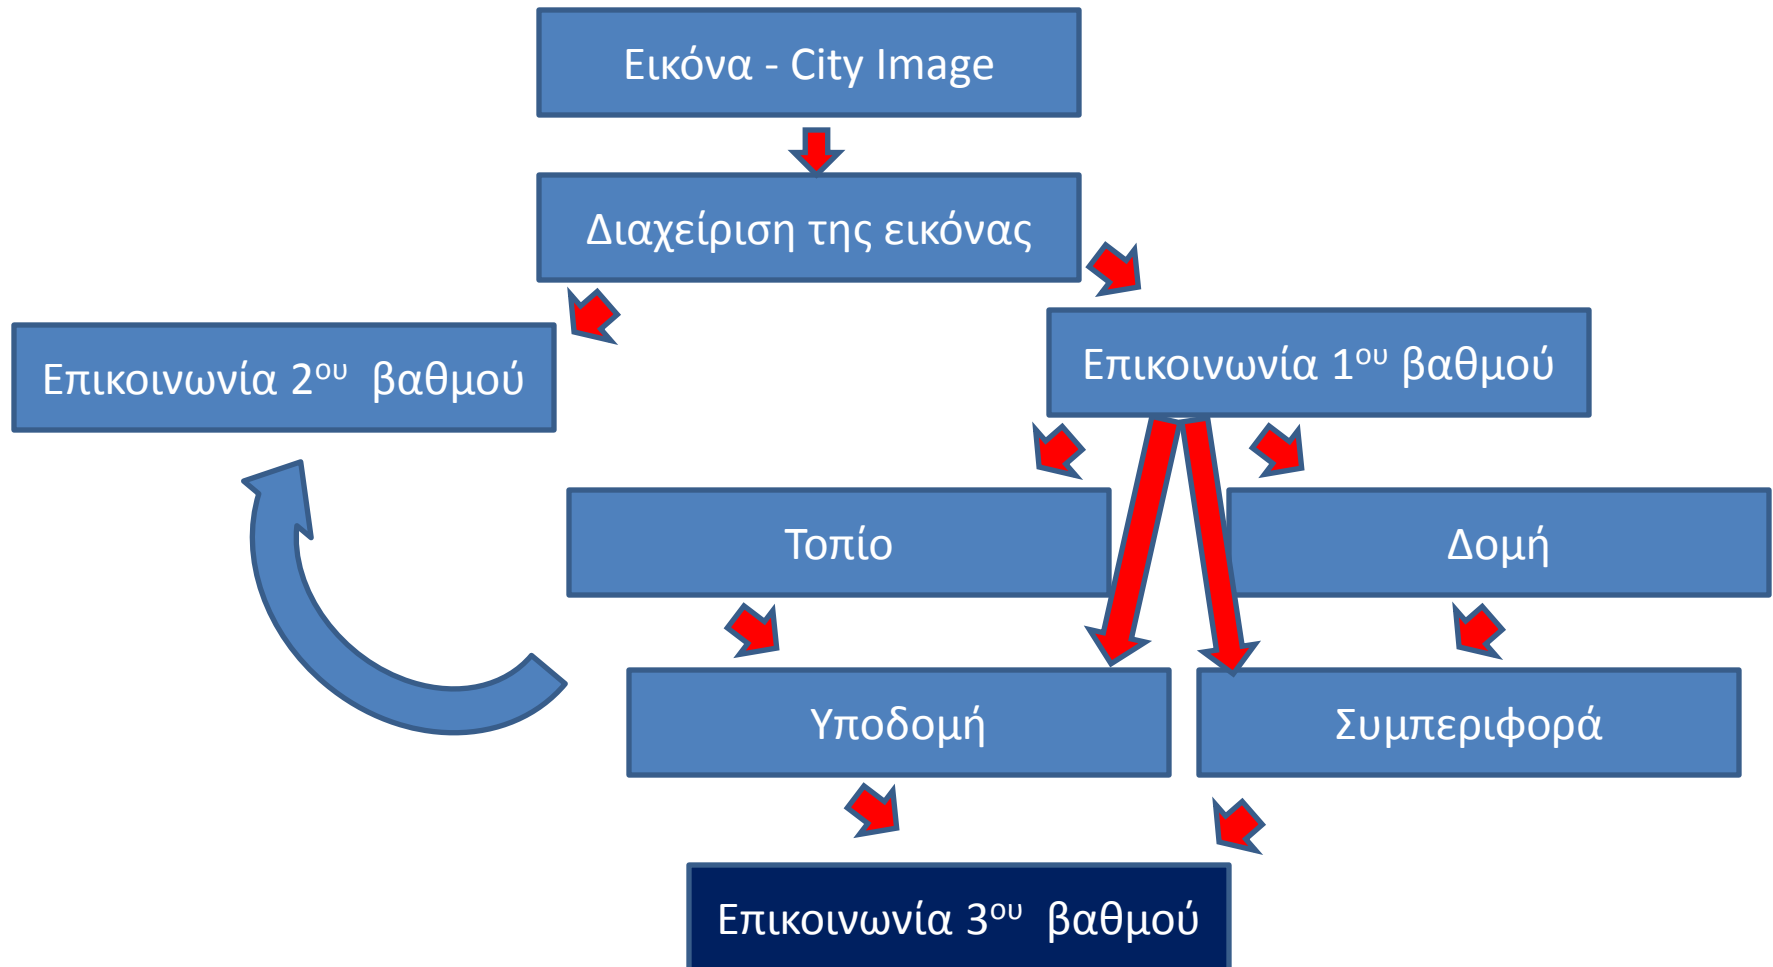 Εικόνα - City Image
Διαχείριση της εικόνας
Επικοινωνία 2ου βαθμού
Επικοινωνία 1ου βαθμού
Τοπίο
Δομή
Υποδομή
Συμπεριφορά
Επικοινωνία 3ου βαθμού